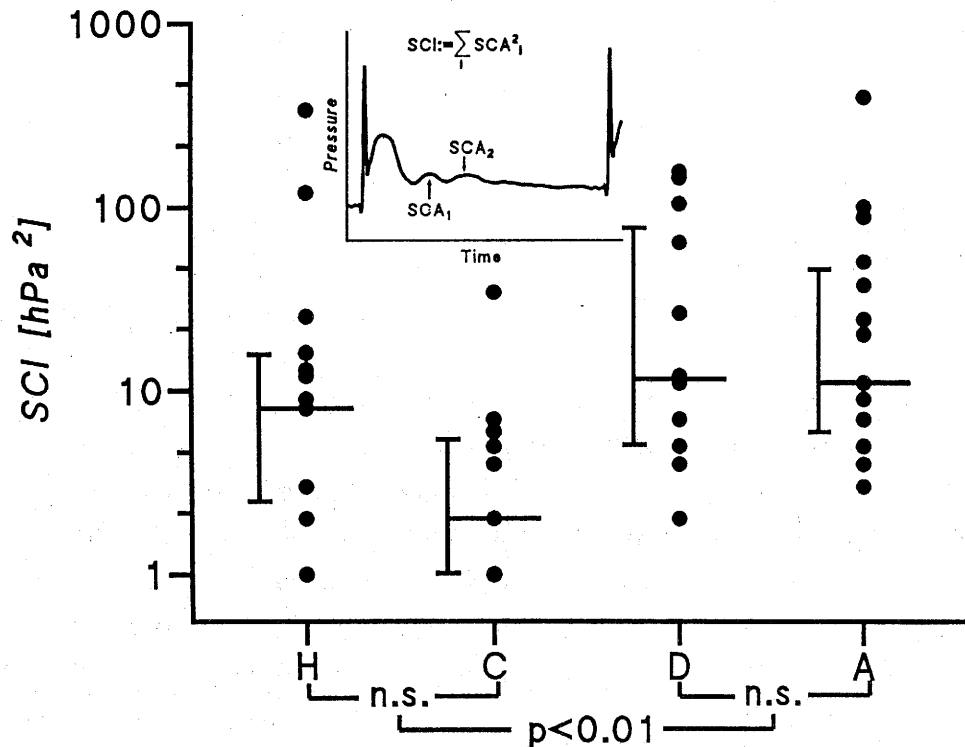 1000
100
10
1
SCI [hPa ²]
SCI:=∑ SCA²i
i
Pressure
SCA₂
SCA₁
Time
H C D A
n.s. n.s.
p<0.01